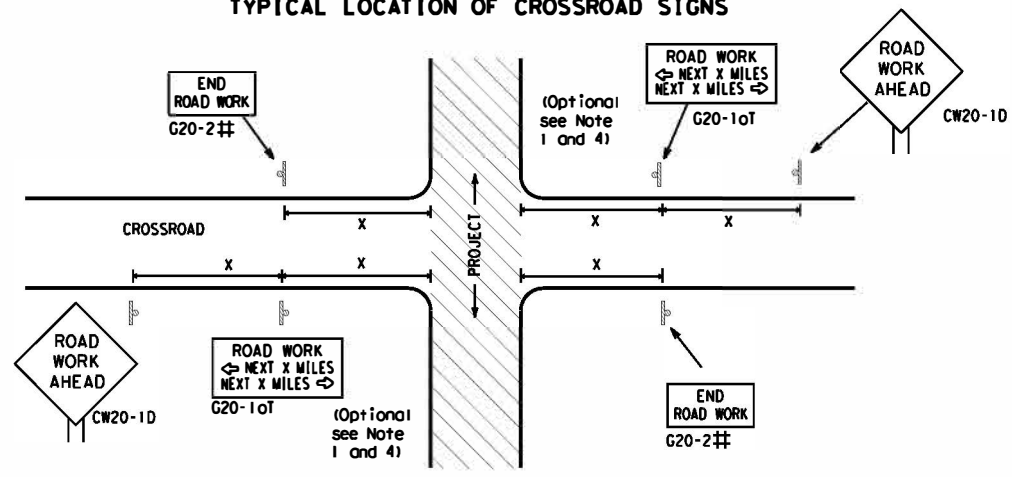 TYPICAL LOCATION OF CROSSROAD SIGNS
END
ROAD WORK
G20-2#
(Optional
see Note
1 and 4)
ROAD WORK
⇦ NEXT X MILES
NEXT X MILES ⇨
G20-1aT
ROAD
WORK
AHEAD
CW20-1D
X
X
X
CROSSROAD
PROJECT
X
X
X
ROAD
WORK
AHEAD
CW20-1D
ROAD WORK
⇦ NEXT X MILES
NEXT X MILES ⇨
G20-1aT
(Optional
see Note
1 and 4)
END
ROAD WORK
G20-2#